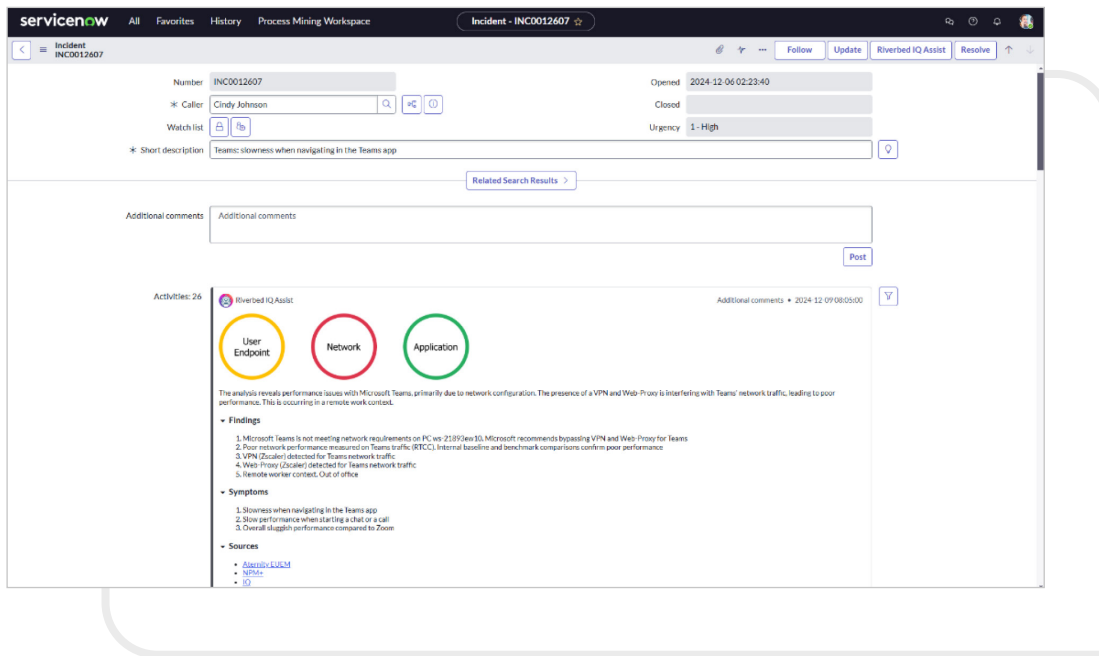 servicenow All Favorites History Process Mining Workspace Incident - INC0012607
Incident
INC0012607
Follow Update Riverbed IQ Assist Resolve
Number INC0012607 Opened 2024-12-06 02:23:40
Caller Cindy Johnson Closed
Watch list Urgency 1 - High
Short description Teams: slowness when navigating in the Teams app
Related Search Results
Additional comments Additional comments
Post
Activities: 26 Riverbed IQ Assist Additional comments • 2024-12-09 08:05:00
User Endpoint Network Application
The analysis reveals performance issues with Microsoft Teams, primarily due to network configuration. The presence of a VPN and Web-Proxy is interfering with Teams' network traffic, leading to poor
performance. This is occurring in a remote work context.
Findings
1. Microsoft Teams is not meeting network requirements on PC ws-21893ew10. Microsoft recommends bypassing VPN and Web-Proxy for Teams
2. Poor network performance measured on Teams traffic (RTCC). Internal baseline and benchmark comparisons confirm poor performance
3. VPN (Zscaler) detected for Teams network traffic
4. Web-Proxy (Zscaler) detected for Teams network traffic
5. Remote worker context. Out of office
Symptoms
1. Slowness when navigating in the Teams app
2. Slow performance when starting a chat or a call
3. Overall sluggish performance compared to Zoom
Sources
• Aternity EUEM
• NPM+
• IQ